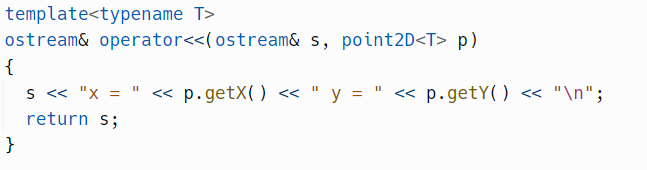 template<typename T>
ostream& operator<<(ostream& s, point2D<T> p)
{
  s << "x = " << p.getX() << " y = " << p.getY() << "\n";
  return s;
}